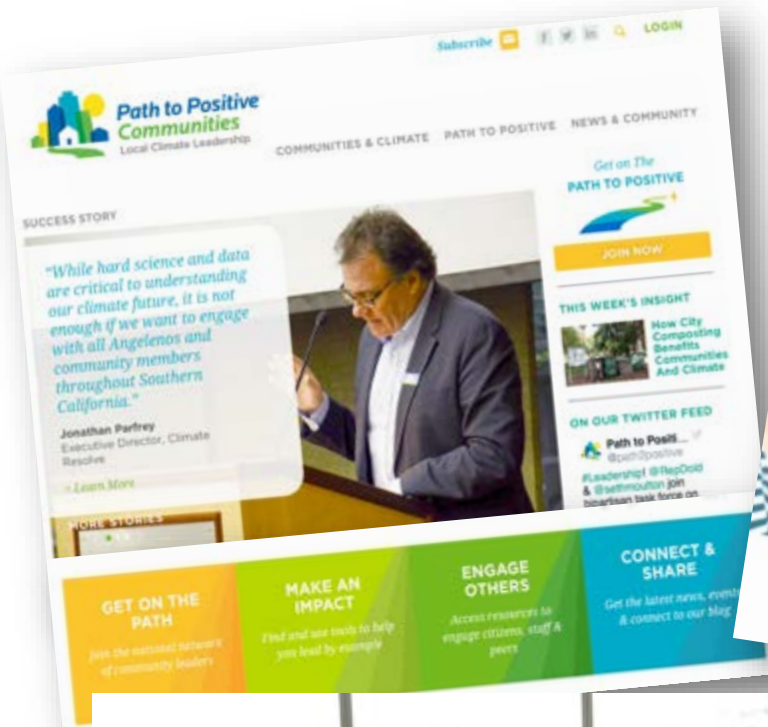 Subscribe
LOGIN
Path to Positive
Communities
Local Climate Leadership
COMMUNITIES & CLIMATE PATH TO POSITIVE NEWS & COMMUNITY
SUCCESS STORY
"While hard science and data
are critical to understanding
our climate future, it is not
enough if we want to engage
with all Angelenos and
community members
throughout Southern
California."
Jonathan Parfrey
Executive Director, Climate
Resolve
Learn More
MORE STORIES
Get on The
PATH TO POSITIVE
JOIN NOW
THIS WEEK'S INSIGHT
How City
Composting
Benefits
Communities
And Climate
ON OUR TWITTER FEED
Path to Positi...
@path2positive
#Leadership! @RepDold
& @sethmoulton join
bipartisan task force on
GET ON THE
PATH
Join the national network
of community leaders
MAKE AN
IMPACT
Find and use tools to help
you lead by example
ENGAGE
OTHERS
Access resources to
engage citizens, staff &
peers
CONNECT &
SHARE
Get the latest news, events
& connect to our blog